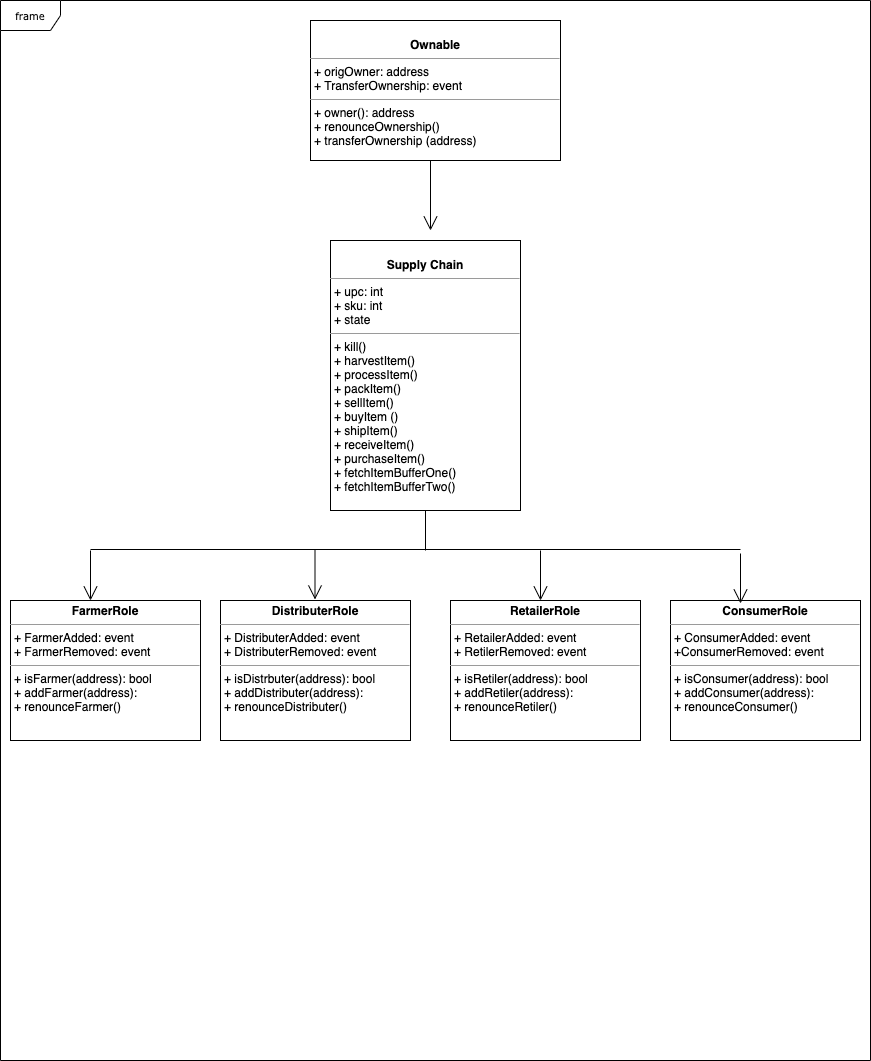 frame
Ownable
+ origOwner: address
+ TransferOwnership: event
+ owner(): address
+ renounceOwnership()
+ transferOwnership (address)
Supply Chain
+ upc: int
+ sku: int
+ state
+ kill()
+ harvestItem()
+ processItem()
+ packItem()
+ sellItem()
+ buyItem ()
+ shipItem()
+ receiveItem()
+ purchaseItem()
+ fetchItemBufferOne()
+ fetchItemBufferTwo()
FarmerRole
+ FarmerAdded: event
+ FarmerRemoved: event
+ isFarmer(address): bool
+ addFarmer(address):
+ renounceFarmer()
DistributerRole
+ DistributerAdded: event
+ DistributerRemoved: event
+ isDistrbuter(address): bool
+ addDistributer(address):
+ renounceDistributer()
RetailerRole
+ RetailerAdded: event
+ RetilerRemoved: event
+ isRetiler(address): bool
+ addRetiler(address):
+ renounceRetiler()
ConsumerRole
+ ConsumerAdded: event
+ConsumerRemoved: event
+ isConsumer(address): bool
+ addConsumer(address):
+ renounceConsumer()